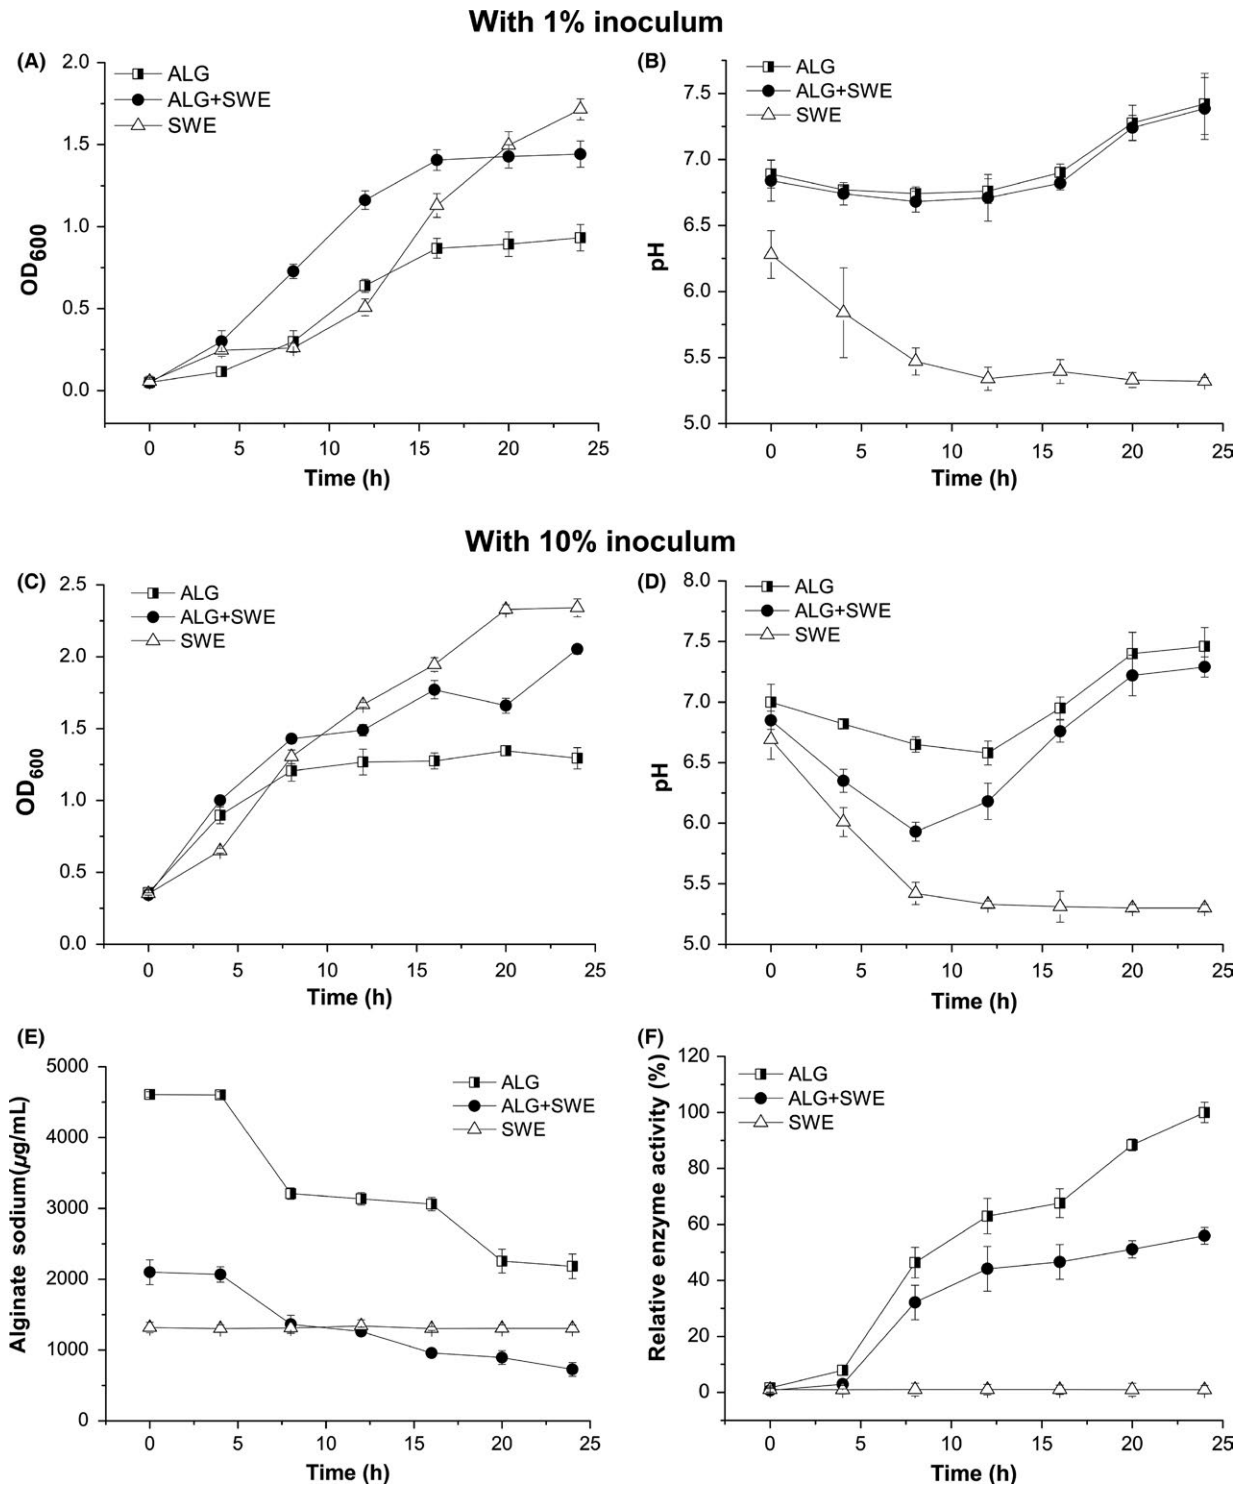 With 1% inoculum
(A)
ALG
ALG+SWE
SWE
2.0
1.5
1.0
0.5
0.0
OD600
0 5 10 15 20 25
Time (h)
(B)
ALG
ALG+SWE
SWE
7.5
7.0
6.5
6.0
5.5
5.0
pH
0 5 10 15 20 25
Time (h)
With 10% inoculum
(C)
ALG
ALG+SWE
SWE
2.5
2.0
1.5
1.0
0.5
0.0
OD600
0 5 10 15 20 25
Time (h)
(D)
ALG
ALG+SWE
SWE
8.0
7.5
7.0
6.5
6.0
5.5
5.0
pH
0 5 10 15 20 25
Time (h)
(E)
ALG
ALG+SWE
SWE
5000
4000
3000
2000
1000
0
Alginate sodium(µg/mL)
0 5 10 15 20 25
Time (h)
(F)
ALG
ALG+SWE
SWE
120
100
80
60
40
20
0
Relative enzyme activity (%)
0 5 10 15 20 25
Time (h)